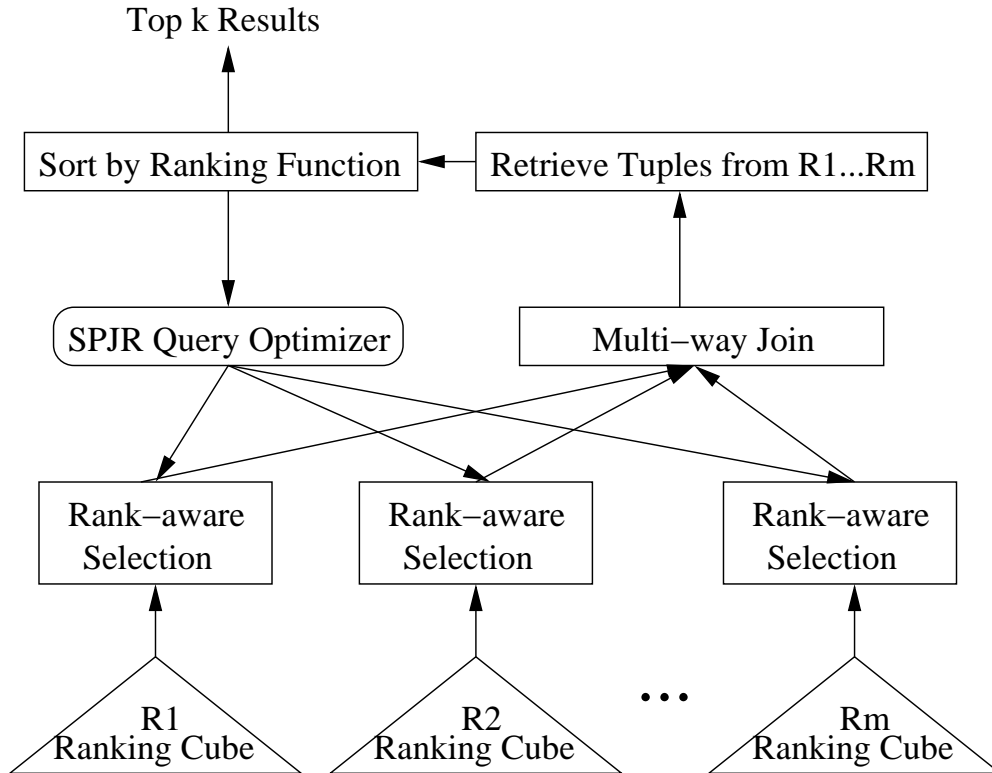 Top k Results
Sort by Ranking Function
Retrieve Tuples from R1...Rm
SPJR Query Optimizer
Multi−way Join
Rank−aware
Selection
Rank−aware
Selection
Rank−aware
Selection
R1
Ranking Cube
R2
Ranking Cube
...
Rm
Ranking Cube